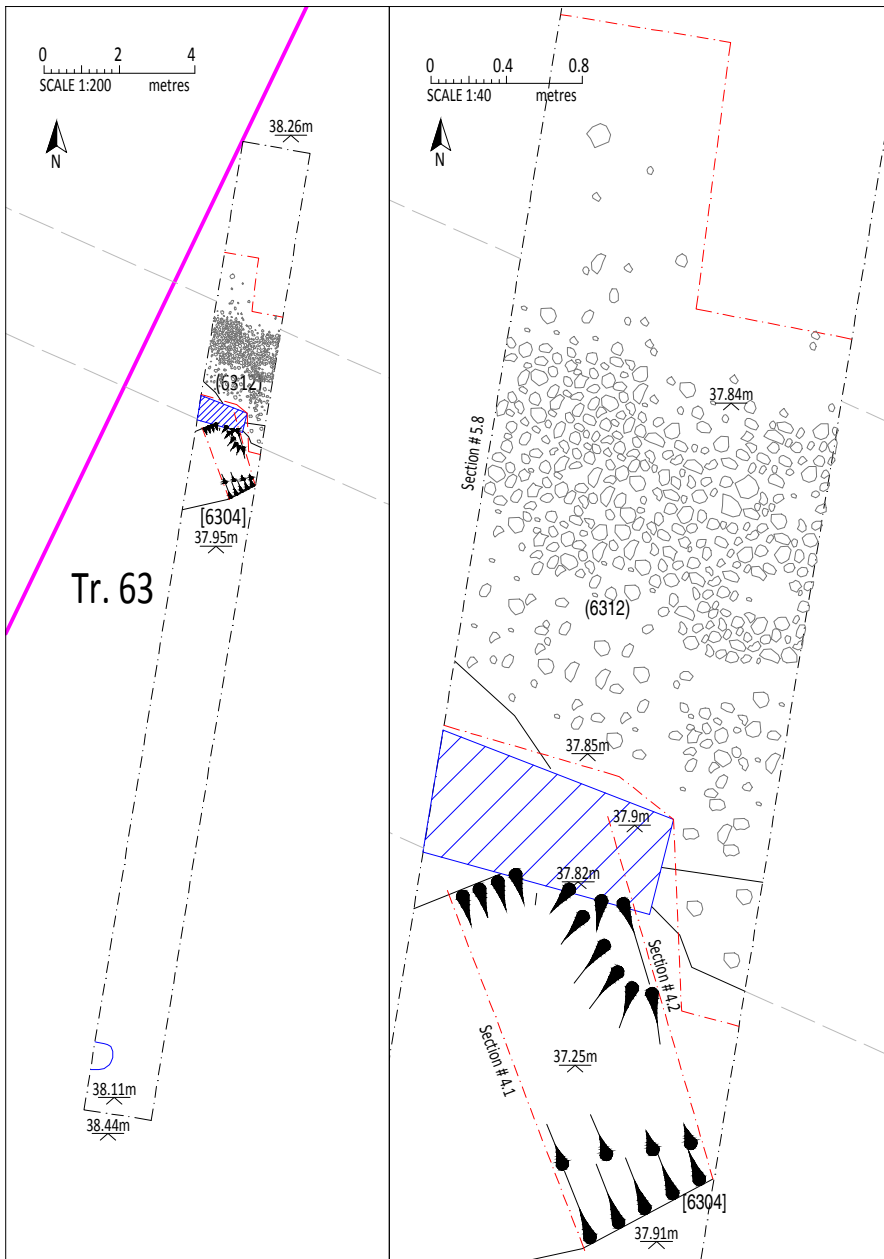 0 2 4
SCALE 1:200 metres
N
38.26m
(6312)
[6304]
37.95m
Tr. 63
38.11m
38.44m
0 0.4 0.8
SCALE 1:40 metres
N
Section # 5.8
37.84m
(6312)
37.85m
37.9m
37.82m
Section # 4.2
Section # 4.1
37.25m
[6304]
37.91m